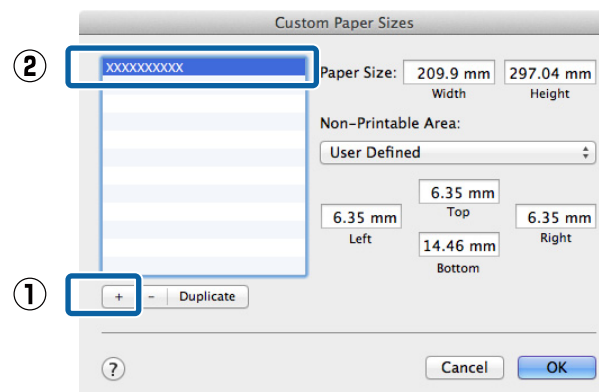 Custom Paper Sizes
② XXXXXXXXXX
Paper Size: 209.9 mm 297.04 mm
Width Height
Non-Printable Area:
User Defined
6.35 mm
Top
6.35 mm 6.35 mm
Left Right
14.46 mm
Bottom
① + - Duplicate
? Cancel OK